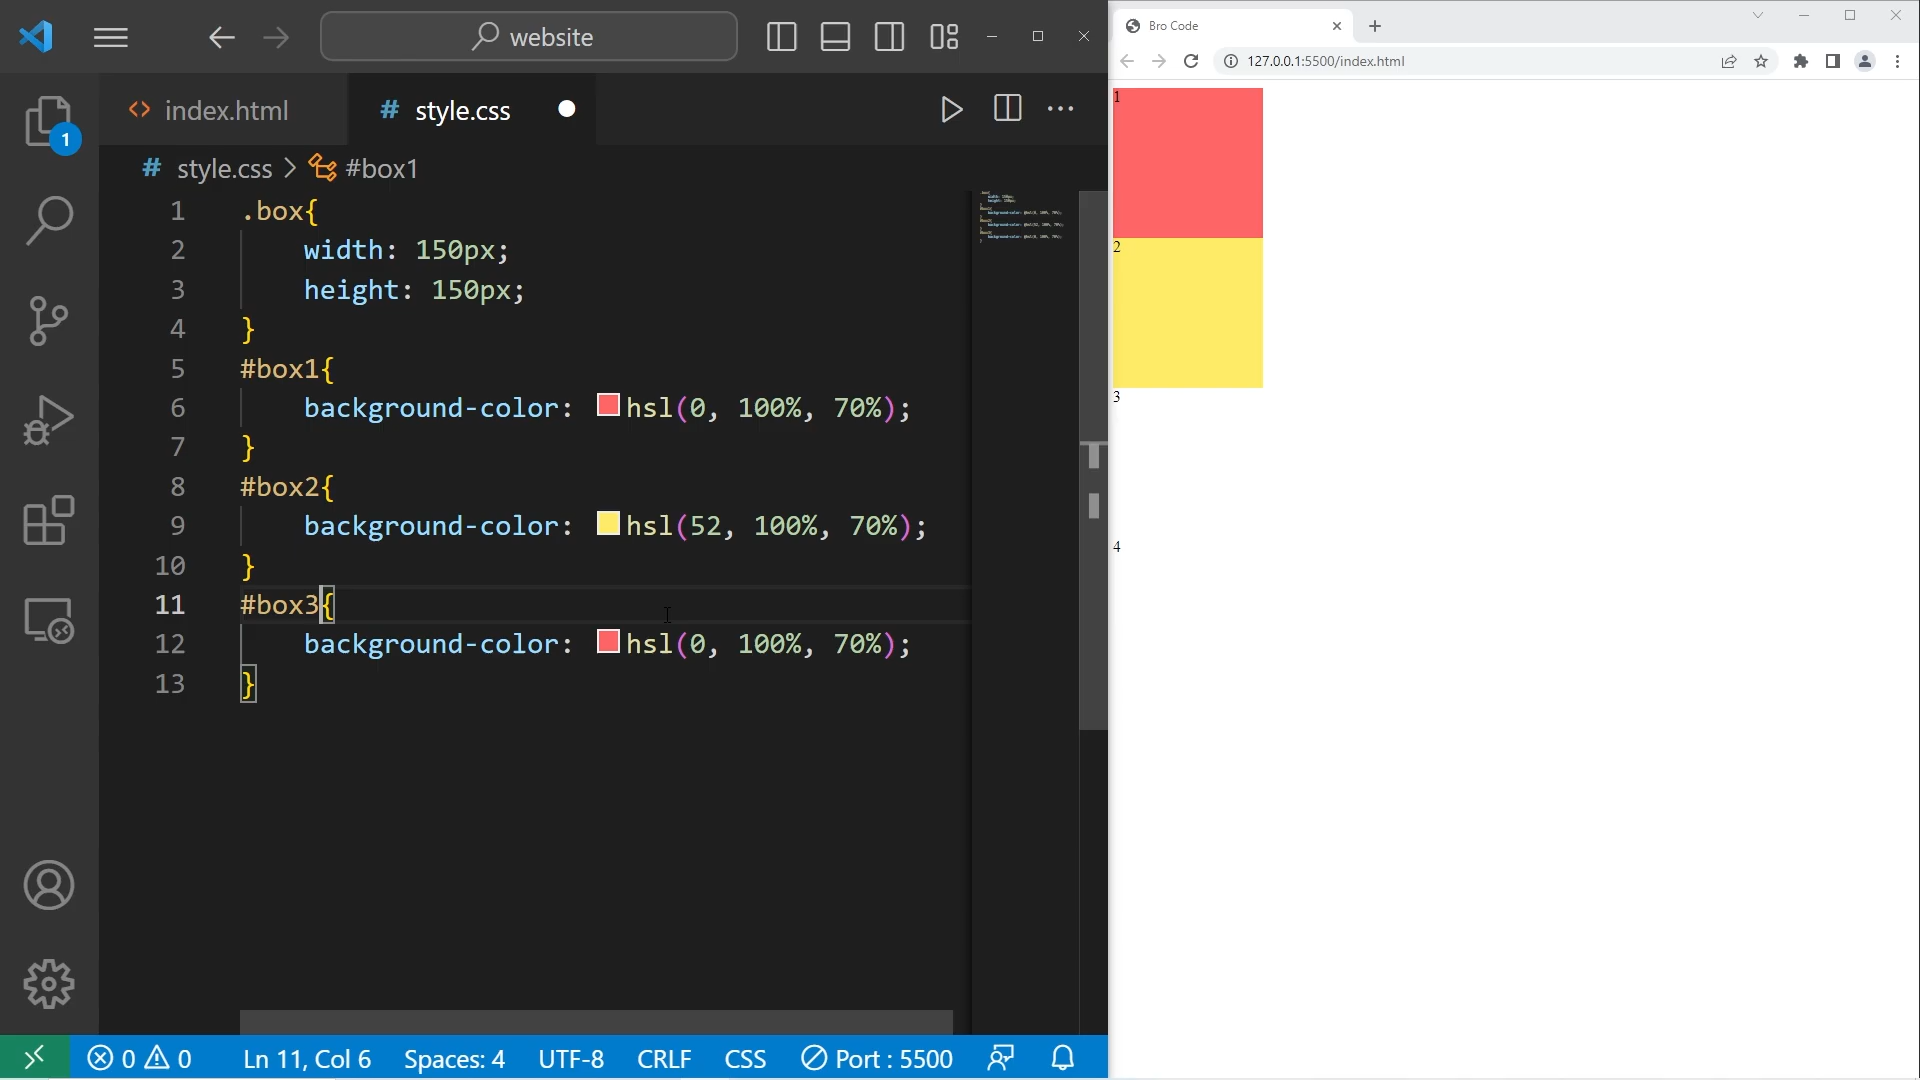 website
index.html
# style.css
# style.css > #box1
1 .box{
2 width: 150px;
3 height: 150px;
4 }
5 #box1{
6 background-color: hsl(0, 100%, 70%);
7 }
8 #box2{
9 background-color: hsl(52, 100%, 70%);
10 }
11 #box3{
12 background-color: hsl(0, 100%, 70%);
13 }
1
0 0
Ln 11, Col 6
Spaces: 4
UTF-8
CRLF
CSS
Port : 5500
Bro Code
127.0.0.1:5500/index.html
1
2
3
4